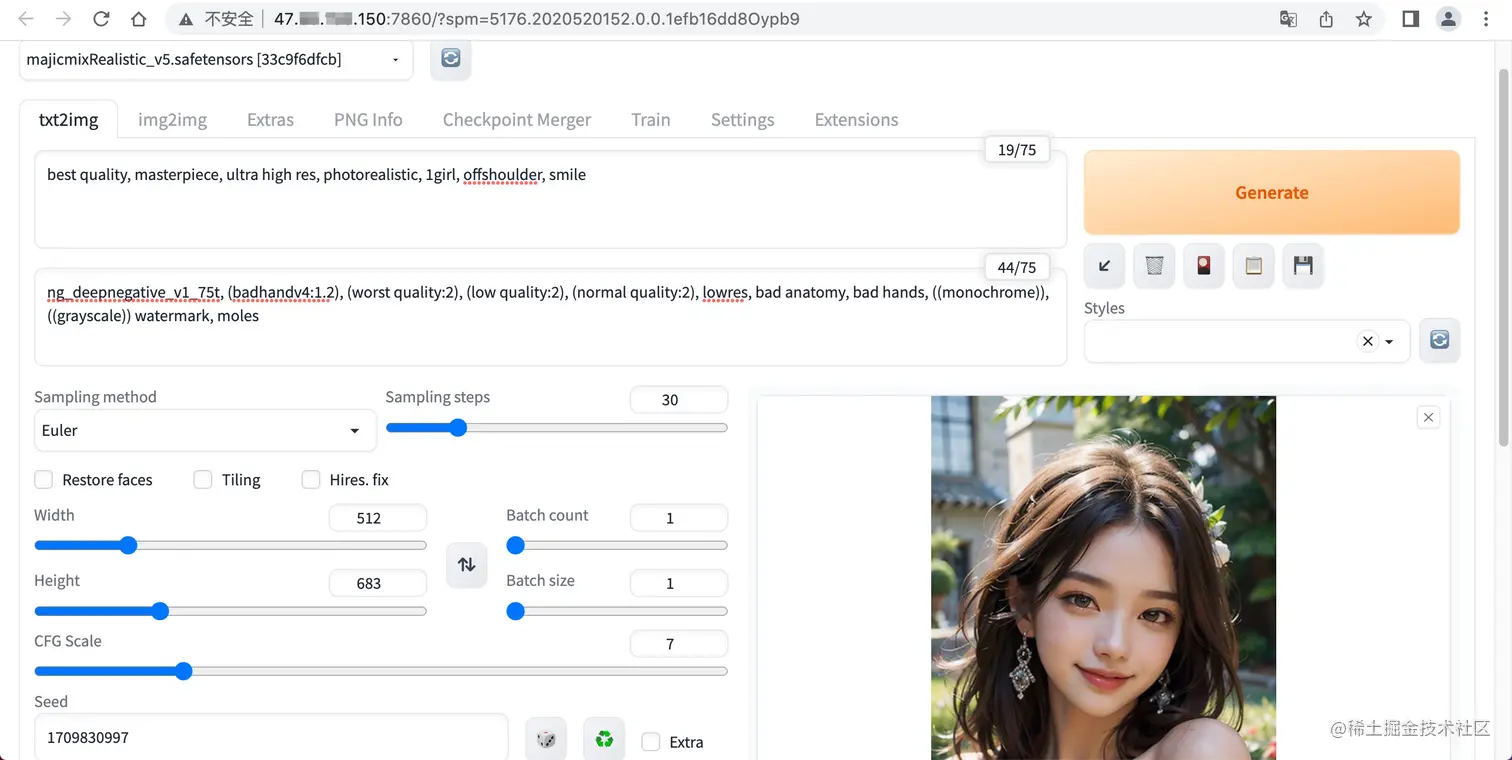 不安全 47. .150:7860/?spm=5176.2020520152.0.0.1efb16dd8Oypb9
majicmixRealistic_v5.safetensors [33c9f6dfcb]
txt2img img2img Extras PNG Info Checkpoint Merger Train Settings Extensions
19/75
best quality, masterpiece, ultra high res, photorealistic, 1girl, offshoulder, smile
Generate
44/75
ng_deepnegative_v1_75t, (badhandv4:1.2), (worst quality:2), (low quality:2), (normal quality:2), lowres, bad anatomy, bad hands, ((monochrome)),
((grayscale)) watermark, moles
Styles
Sampling method
Euler
Sampling steps 30
Restore faces Tiling Hires. fix
Width 512
Batch count 1
Height 683
Batch size 1
CFG Scale 7
Seed
1709830997
Extra
@稀土掘金技术社区